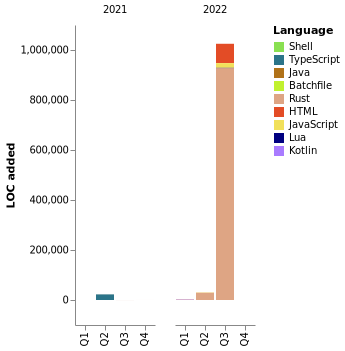 2021
2022
LOC added
1,000,000
800,000
600,000
400,000
200,000
0
Q1
Q2
Q3
Q4
Q1
Q2
Q3
Q4
Language
Shell
TypeScript
Java
Batchfile
Rust
HTML
JavaScript
Lua
Kotlin